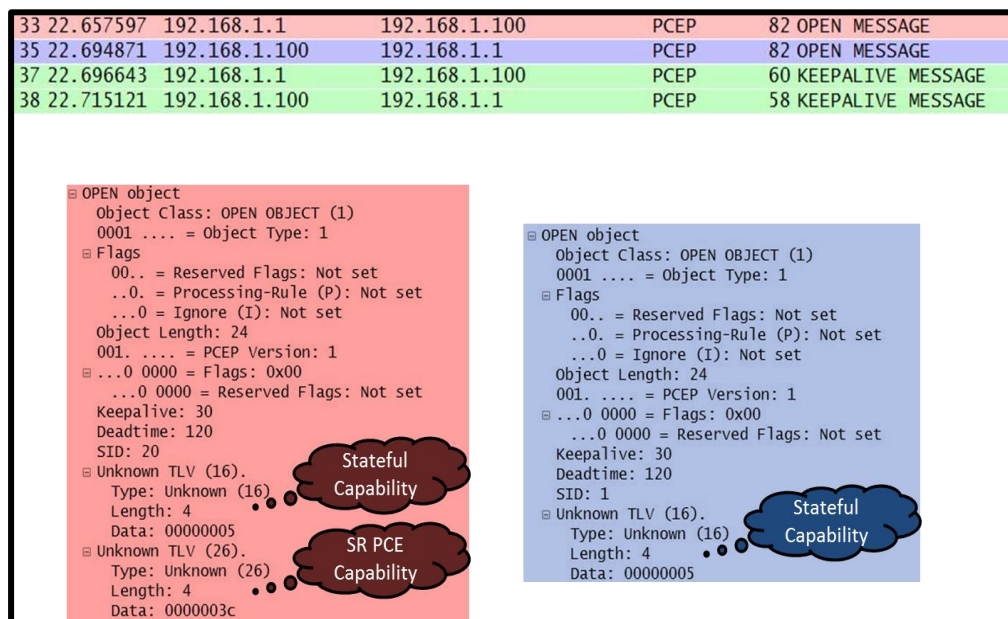 33 22.657597 192.168.1.1 192.168.1.100 PCEP 82 OPEN MESSAGE
35 22.694871 192.168.1.100 192.168.1.1 PCEP 82 OPEN MESSAGE
37 22.696643 192.168.1.1 192.168.1.100 PCEP 60 KEEPALIVE MESSAGE
38 22.715121 192.168.1.100 192.168.1.1 PCEP 58 KEEPALIVE MESSAGE
OPEN object
Object Class: OPEN OBJECT (1)
0001 .... = Object Type: 1
Flags
00.. = Reserved Flags: Not set
..0. = Processing-Rule (P): Not set
...0 = Ignore (I): Not set
Object Length: 24
001. .... = PCEP Version: 1
...0 0000 = Flags: 0x00
...0 0000 = Reserved Flags: Not set
Keepalive: 30
Deadtime: 120
SID: 20
Unknown TLV (16).
Type: Unknown (16)
Length: 4
Data: 00000005
Unknown TLV (26).
Type: Unknown (26)
Length: 4
Data: 0000003c
Stateful
Capability
SR PCE
Capability
OPEN object
Object Class: OPEN OBJECT (1)
0001 .... = Object Type: 1
Flags
00.. = Reserved Flags: Not set
..0. = Processing-Rule (P): Not set
...0 = Ignore (I): Not set
Object Length: 24
001. .... = PCEP Version: 1
...0 0000 = Flags: 0x00
...0 0000 = Reserved Flags: Not set
Keepalive: 30
Deadtime: 120
SID: 1
Unknown TLV (16).
Type: Unknown (16)
Length: 4
Data: 00000005
Stateful
Capability